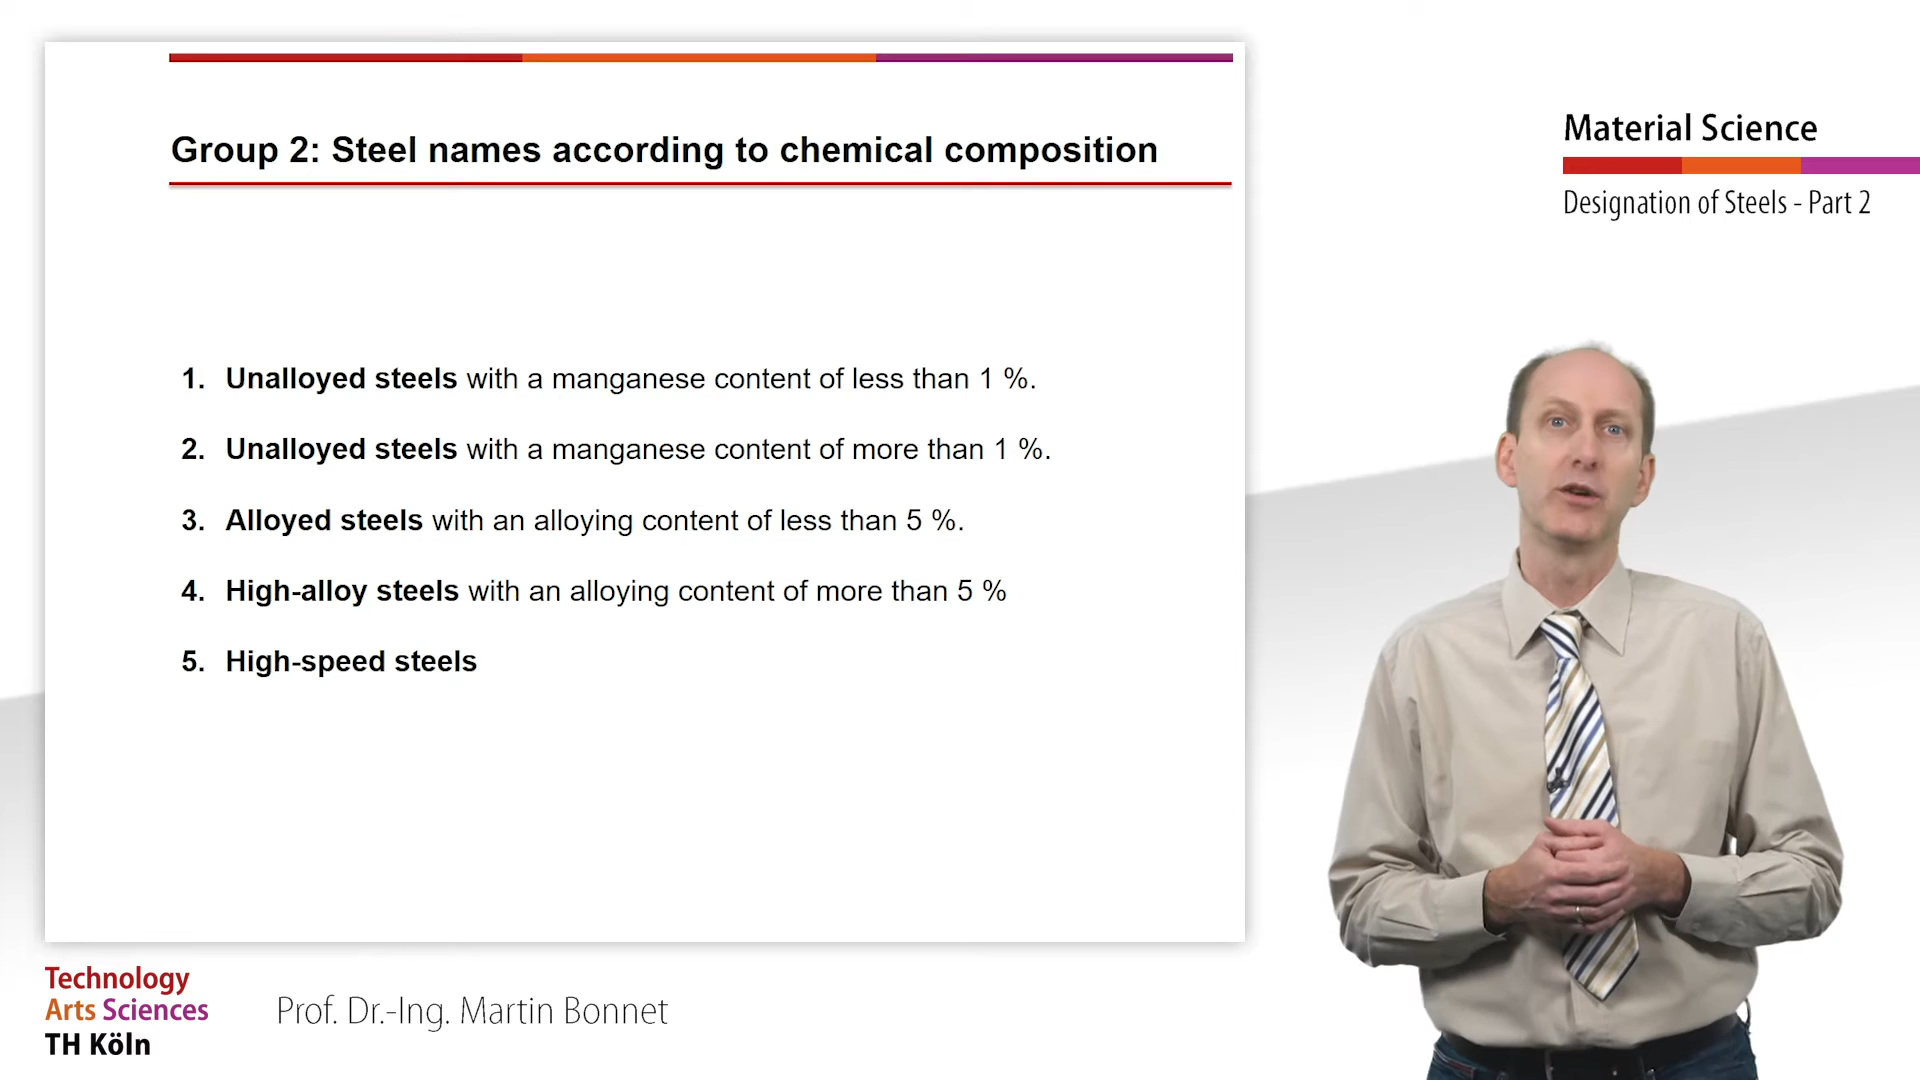 Group 2: Steel names according to chemical composition
1. Unalloyed steels with a manganese content of less than 1 %.
2. Unalloyed steels with a manganese content of more than 1 %.
3. Alloyed steels with an alloying content of less than 5 %.
4. High-alloy steels with an alloying content of more than 5 %
5. High-speed steels
Material Science
Designation of Steels - Part 2
Technology
Arts Sciences
TH Köln
Prof. Dr.-Ing. Martin Bonnet